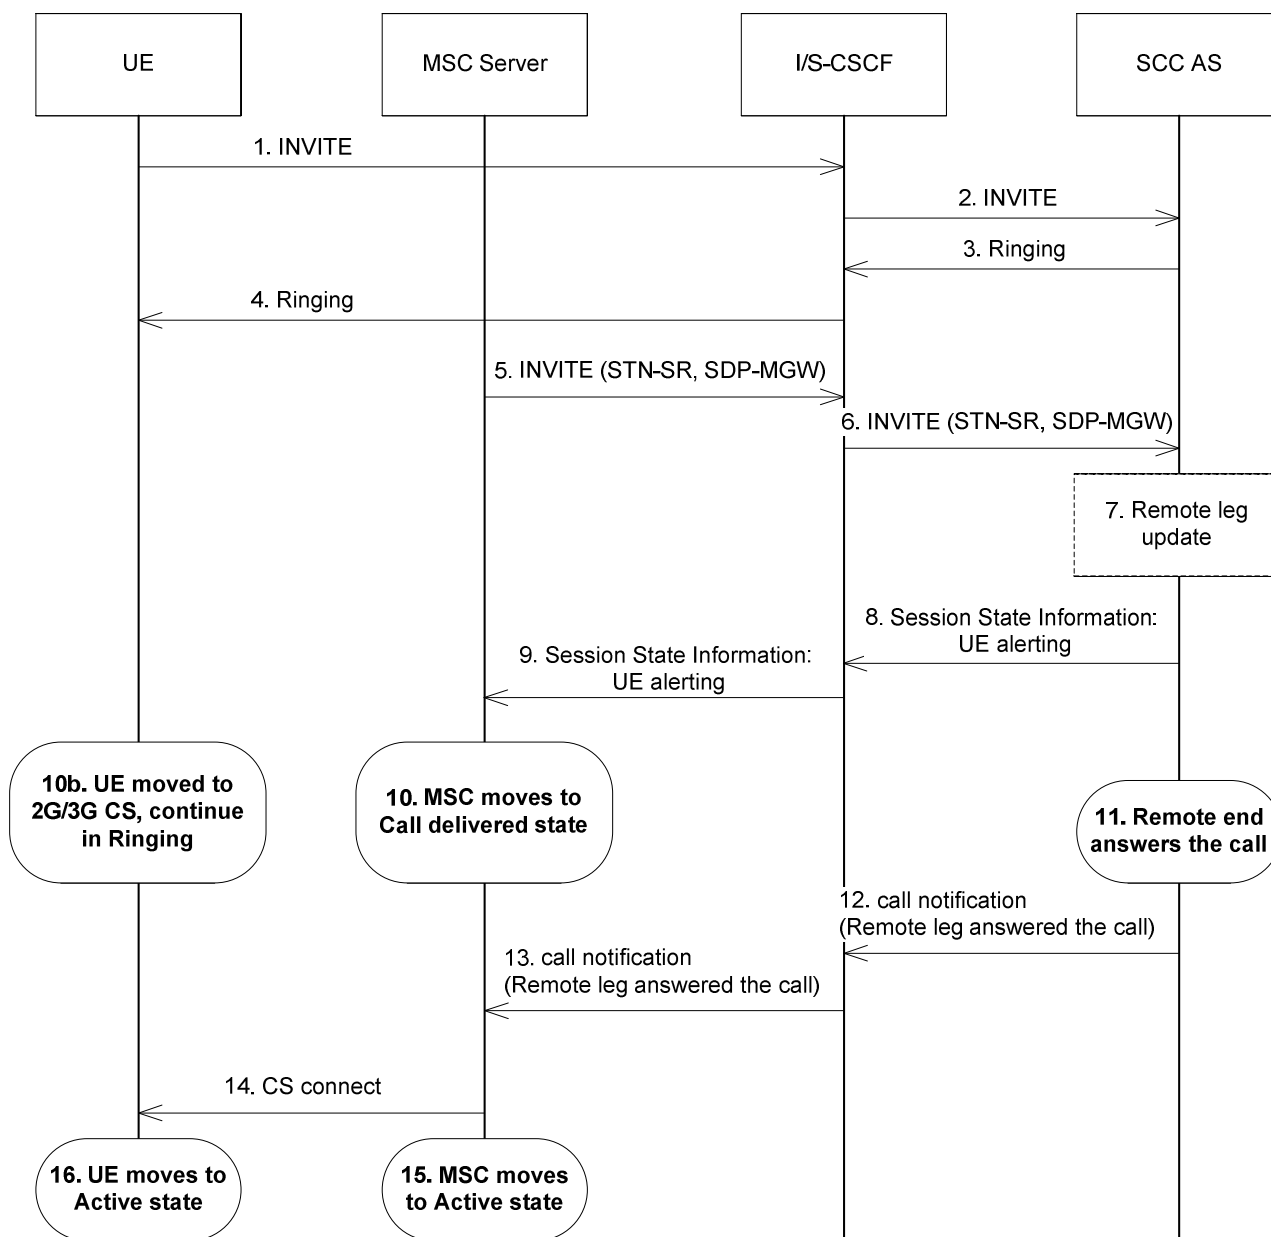 UE
MSC Server
I/S-CSCF
SCC AS
1. INVITE
2. INVITE
3. Ringing
4. Ringing
5. INVITE (STN-SR, SDP-MGW)
6. INVITE (STN-SR, SDP-MGW)
7. Remote leg
update
8. Session State Information:
UE alerting
9. Session State Information:
UE alerting
10b. UE moved to
2G/3G CS, continue
in Ringing
10. MSC moves to
Call delivered state
11. Remote end
answers the call
12. call notification
(Remote leg answered the call)
13. call notification
(Remote leg answered the call)
14. CS connect
16. UE moves to
Active state
15. MSC moves
to Active state